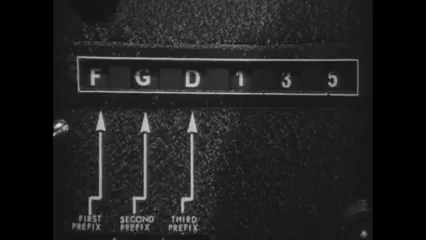 F G D 1 3 5
FIRST PREFIX
SECOND PREFIX
THIRD PREFIX